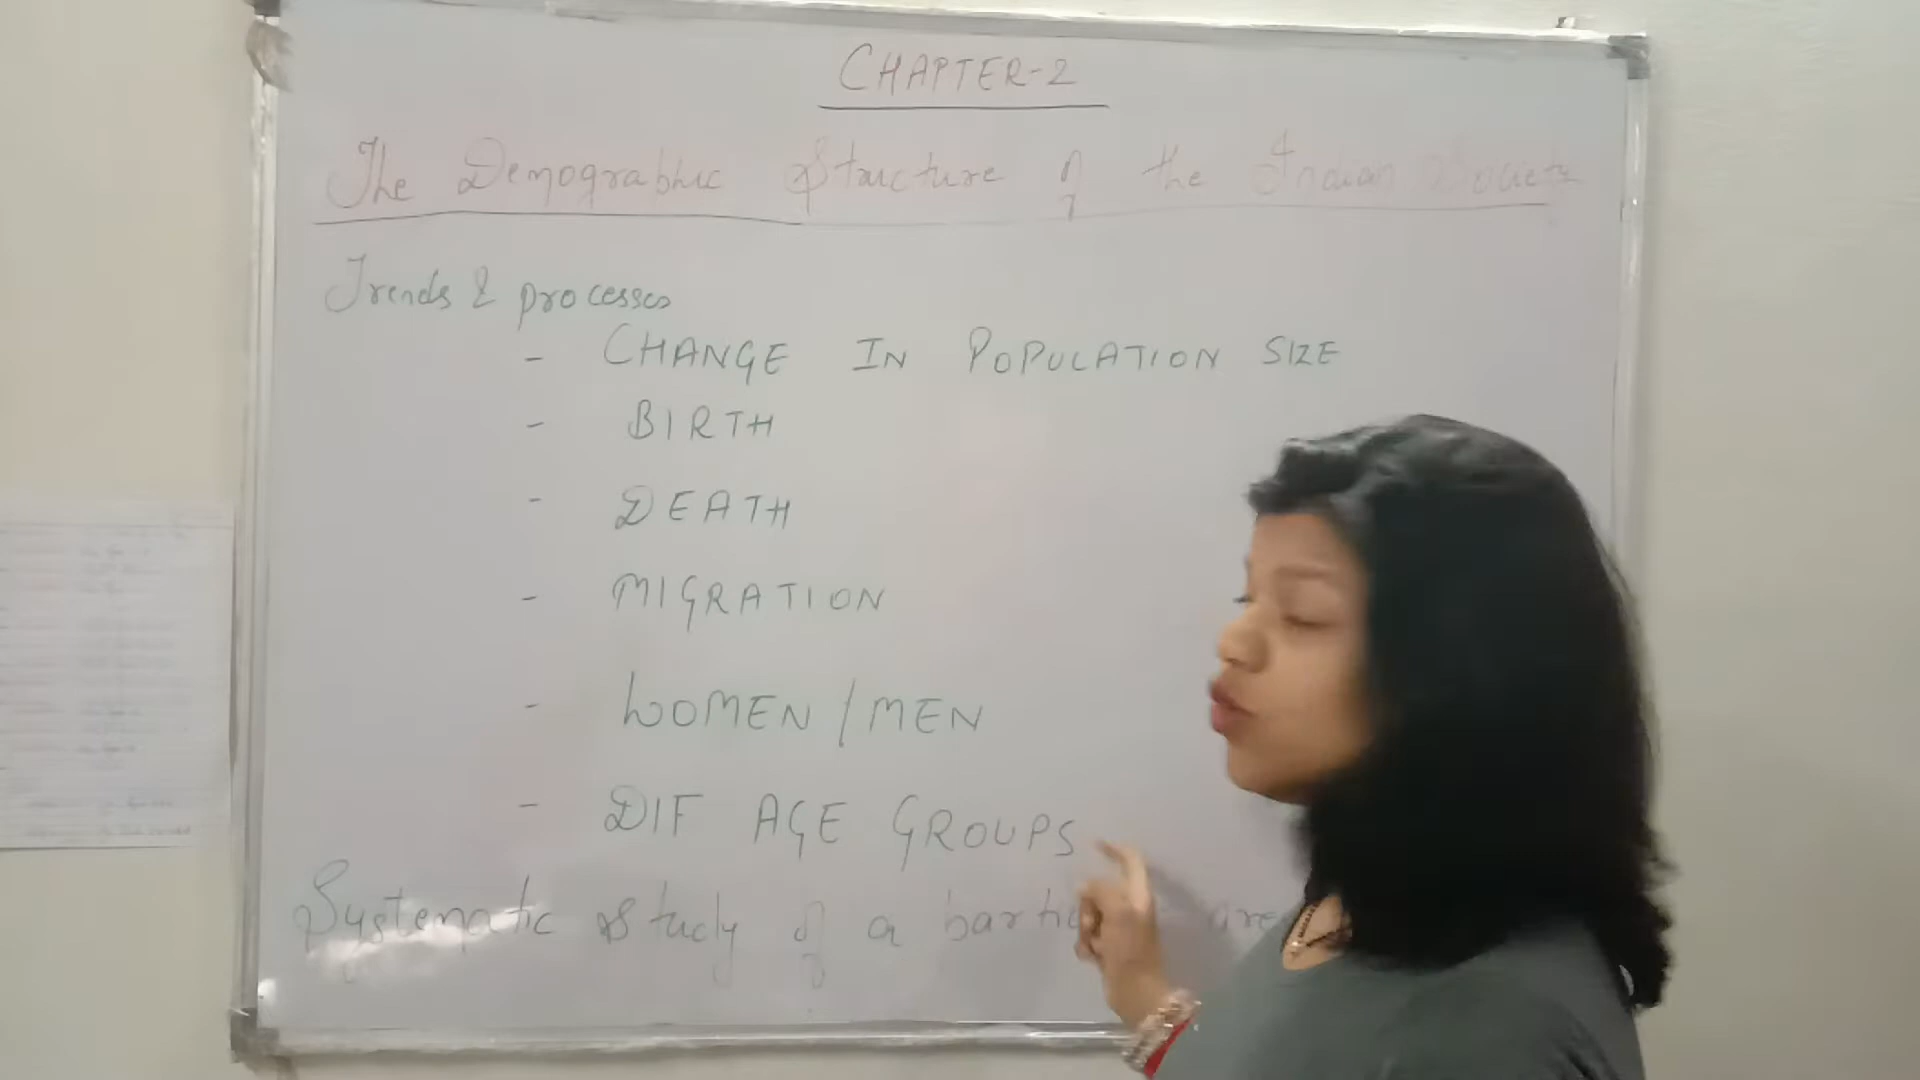 CHAPTER-2
The Demographic Structure of the Indian Society
Trends & processes
- CHANGE IN POPULATION SIZE
- BIRTH
- DEATH
- MIGRATION
- WOMEN/MEN
- DIF AGE GROUPS
Systematic study of a